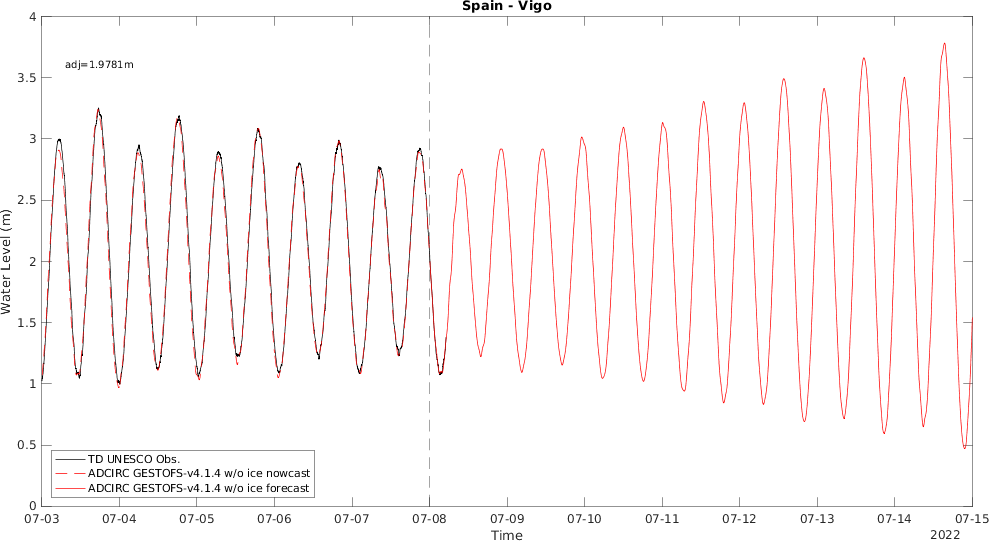 Spain - Vigo
4
3.5
3
2.5
2
1.5
1
0.5
0
Water Level (m)
adj=1.9781m
TD UNESCO Obs.
ADCIRC GESTOFS-v4.1.4 w/o ice nowcast
ADCIRC GESTOFS-v4.1.4 w/o ice forecast
07-03 07-04 07-05 07-06 07-07 07-08 07-09 07-10 07-11 07-12 07-13 07-14 07-15
Time
2022